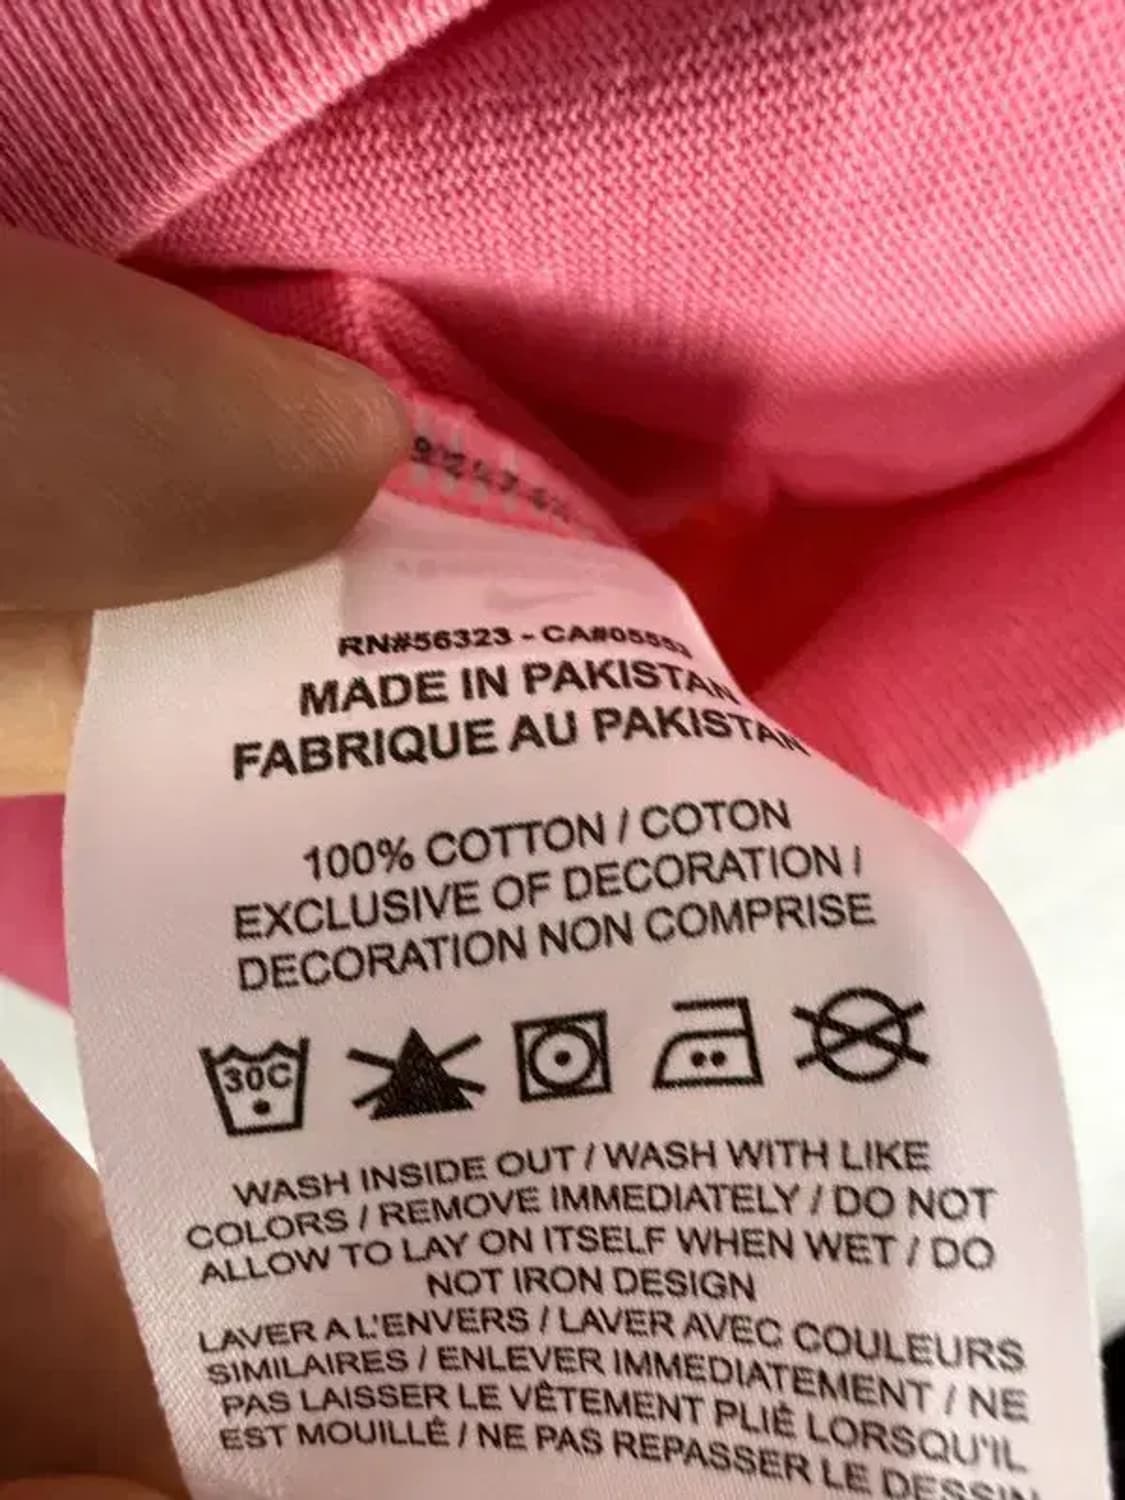 RN#56323 - CA#05553
MADE IN PAKISTAN
FABRIQUE AU PAKISTAN
100% COTTON / COTON
EXCLUSIVE OF DECORATION /
DECORATION NON COMPRISE
30C
WASH INSIDE OUT / WASH WITH LIKE
COLORS / REMOVE IMMEDIATELY / DO NOT
ALLOW TO LAY ON ITSELF WHEN WET / DO
NOT IRON DESIGN
LAVER A L'ENVERS / LAVER AVEC COULEURS
SIMILAIRES / ENLEVER IMMEDIATEMENT / NE
PAS LAISSER LE VÊTEMENT PLIÉ LORSQU'IL
EST MOUILLÉ / NE PAS REPASSER LE DESSIN